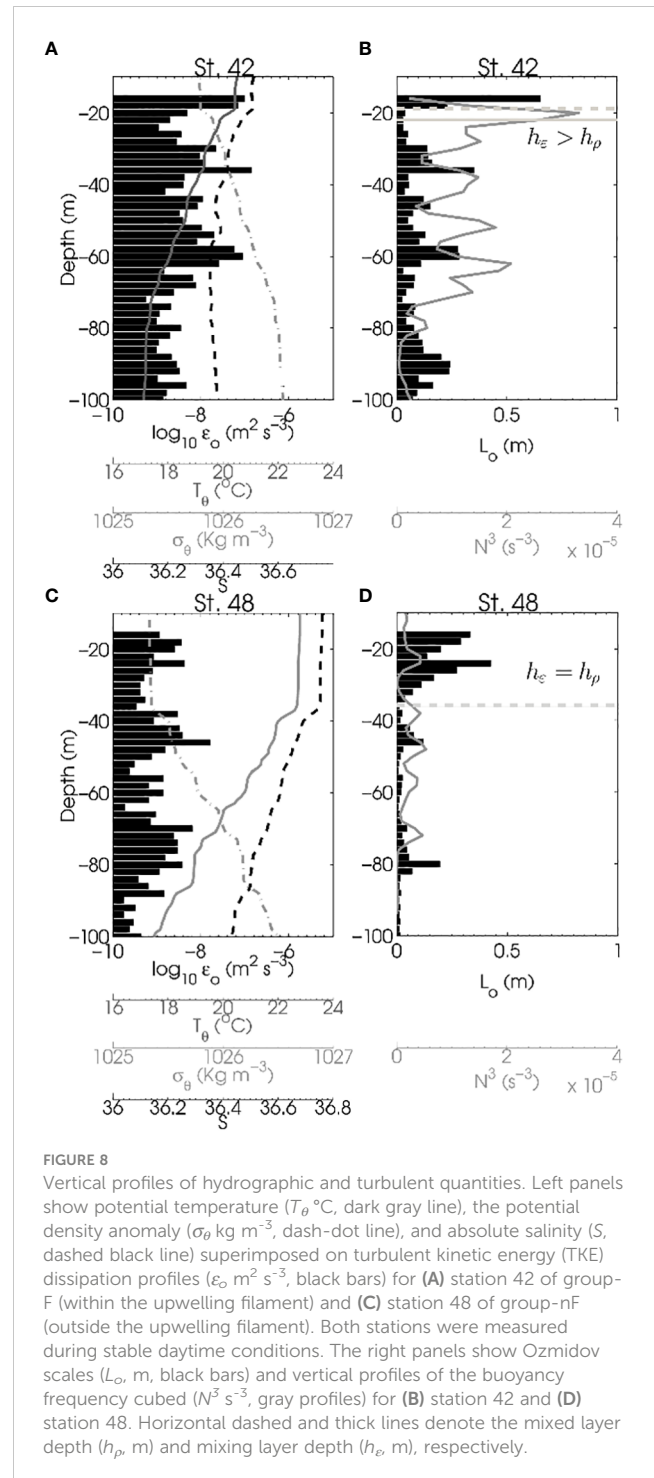 A
B
St. 42
St. 42
−20
−40
−60
−80
−100
Depth (m)
−10
−8
−6
log₁₀ εₒ (m² s⁻³)
−20
−40
−60
−80
−100
hε > hρ
0
0.5
1
Lₒ (m)
16
18
20
22
24
Tθ (°C)
1025
1026
1027
σθ (Kg m⁻³)
36
36.2
36.4
36.6
S
0
2
4
N³ (s⁻³)
x 10⁻⁵
C
D
St. 48
St. 48
−20
−40
−60
−80
−100
Depth (m)
−10
−8
−6
log₁₀ εₒ (m² s⁻³)
−20
−40
−60
−80
−100
hε = hρ
0
0.5
1
Lₒ (m)
16
18
20
22
24
Tθ (°C)
1025
1026
1027
σθ (Kg m⁻³)
36
36.2
36.4
36.6
36.8
S
0
2
4
N³ (s⁻³)
x 10⁻⁵
FIGURE 8
Vertical profiles of hydrographic and turbulent quantities. Left panels
show potential temperature (Tθ °C, dark gray line), the potential
density anomaly (σθ kg m⁻³, dash-dot line), and absolute salinity (S,
dashed black line) superimposed on turbulent kinetic energy (TKE)
dissipation profiles (εₒ m² s⁻³, black bars) for (A) station 42 of group-
F (within the upwelling filament) and (C) station 48 of group-nF
(outside the upwelling filament). Both stations were measured
during stable daytime conditions. The right panels show Ozmidov
scales (Lₒ, m, black bars) and vertical profiles of the buoyancy
frequency cubed (N³ s⁻³, gray profiles) for (B) station 42 and (D)
station 48. Horizontal dashed and thick lines denote the mixed layer
depth (hρ, m) and mixing layer depth (hε, m), respectively.